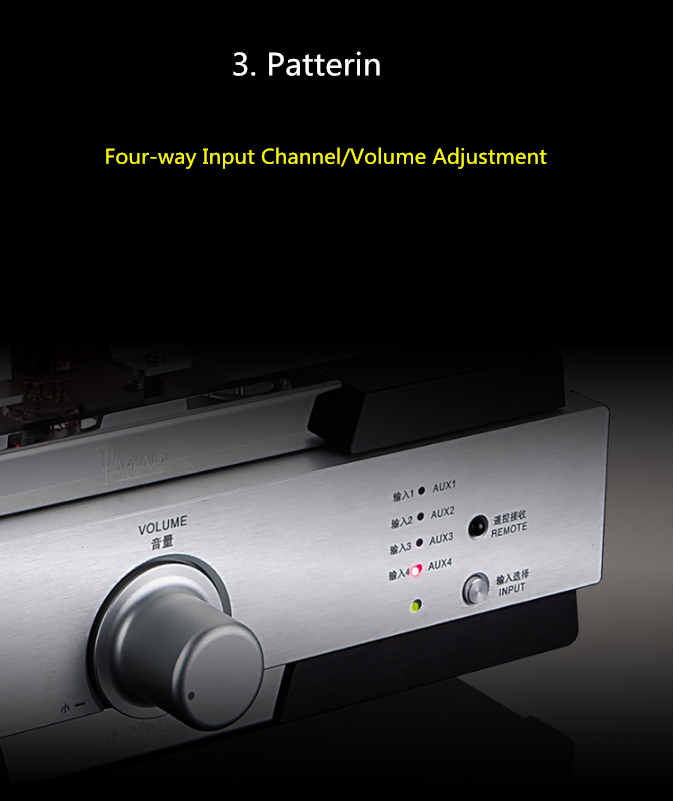 3. Patterin
Four-way Input Channel/Volume Adjustment
VOLUME
音量
输入1 AUX1
输入2 AUX2
输入3 AUX3
输入4 AUX4
遥控接收
REMOTE
输入选择
INPUT
小